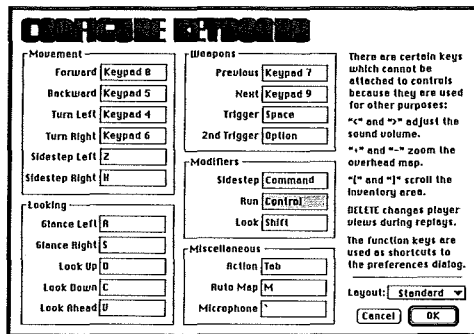 CONFIGURE KEYBOARD
Movement
Forward Keypad 8
Backward Keypad 5
Turn Left Keypad 4
Turn Right Keypad 6
Sidestep Left Z
Sidestep Right X
Looking
Glance Left A
Glance Right S
Look Up D
Look Down C
Look Ahead V
Weapons
Previous Keypad 7
Next Keypad 9
Trigger Space
2nd Trigger Option
Modifiers
Sidestep Command
Run Control
Look Shift
Miscellaneous
Action Tab
Auto Map M
Microphone `
There are certain keys
which cannot be
attached to controls
because they are used
for other purposes:
"<" and ">" adjust the
sound volume.
"+" and "-" zoom the
overhead map.
"[" and "]" scroll the
inventory area.
DELETE changes player
views during replays.
The function keys are
used as shortcuts to
the preferences dialog.
Layout: Standard
Cancel OK